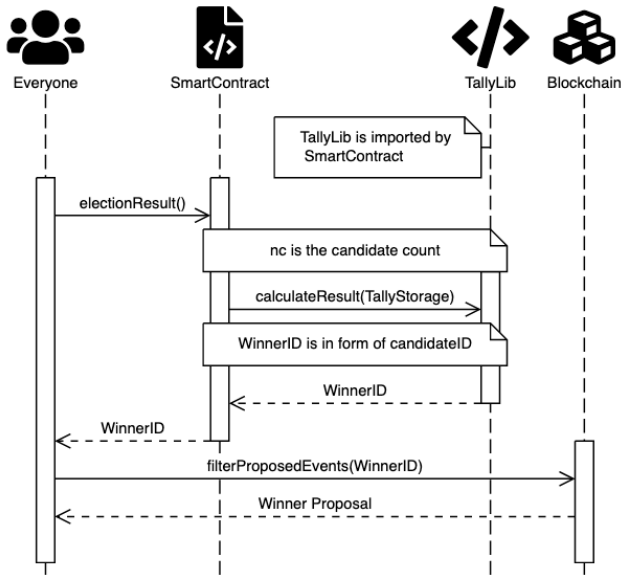 Everyone
SmartContract
TallyLib
Blockchain
TallyLib is imported by
SmartContract
electionResult()
nc is the candidate count
calculateResult(TallyStorage)
WinnerID is in form of candidateID
WinnerID
WinnerID
filterProposedEvents(WinnerID)
Winner Proposal